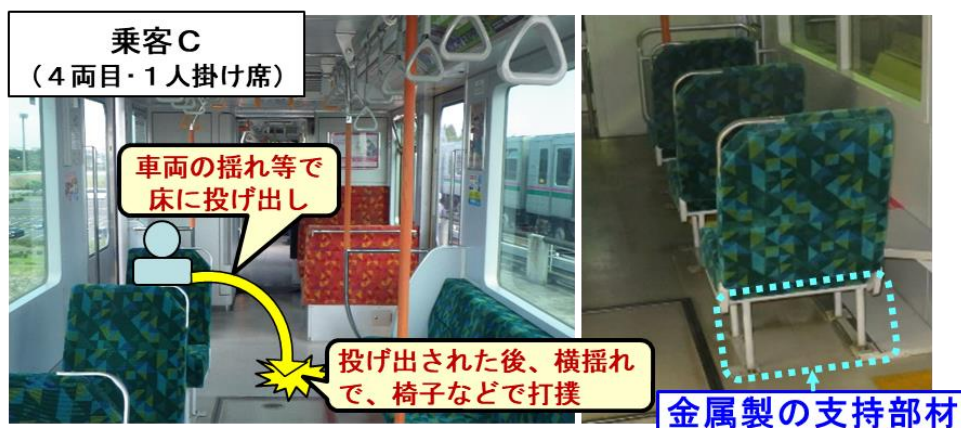 乗客C
(４両目･１人掛け席)
車両の揺れ等で
床に投げ出し
投げ出された後、横揺れ
で、椅子などで打撲
金属製の支持部材